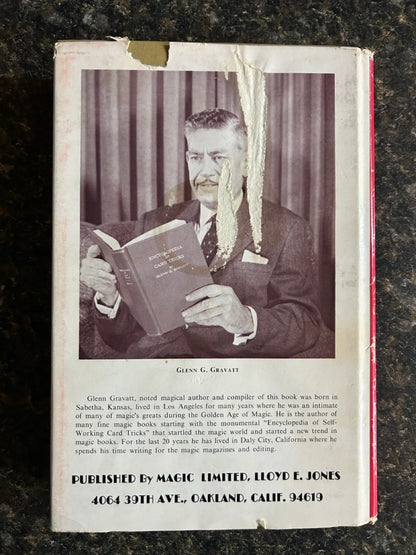 ENCYCLOPEDIA
OF
CARD TRICKS
GLENN G. GRAVATT
Glenn Gravatt, noted magical author and compiler of this book was born in
Sabetha, Kansas, lived in Los Angeles for many years where he was an intimate
of many of magic's greats during the Golden Age of Magic. He is the author of
many fine magic books starting with the monumental "Encyclopedia of Self-
Working Card Tricks" that startled the magic world and started a new trend in
magic books. For the last 20 years he has lived in Daly City, California where he
spends his time writing for the magic magazines and editing.
PUBLISHED By MAGIC LIMITED, LLOYD E. JONES
4064 39TH AVE., OAKLAND, CALIF. 94619